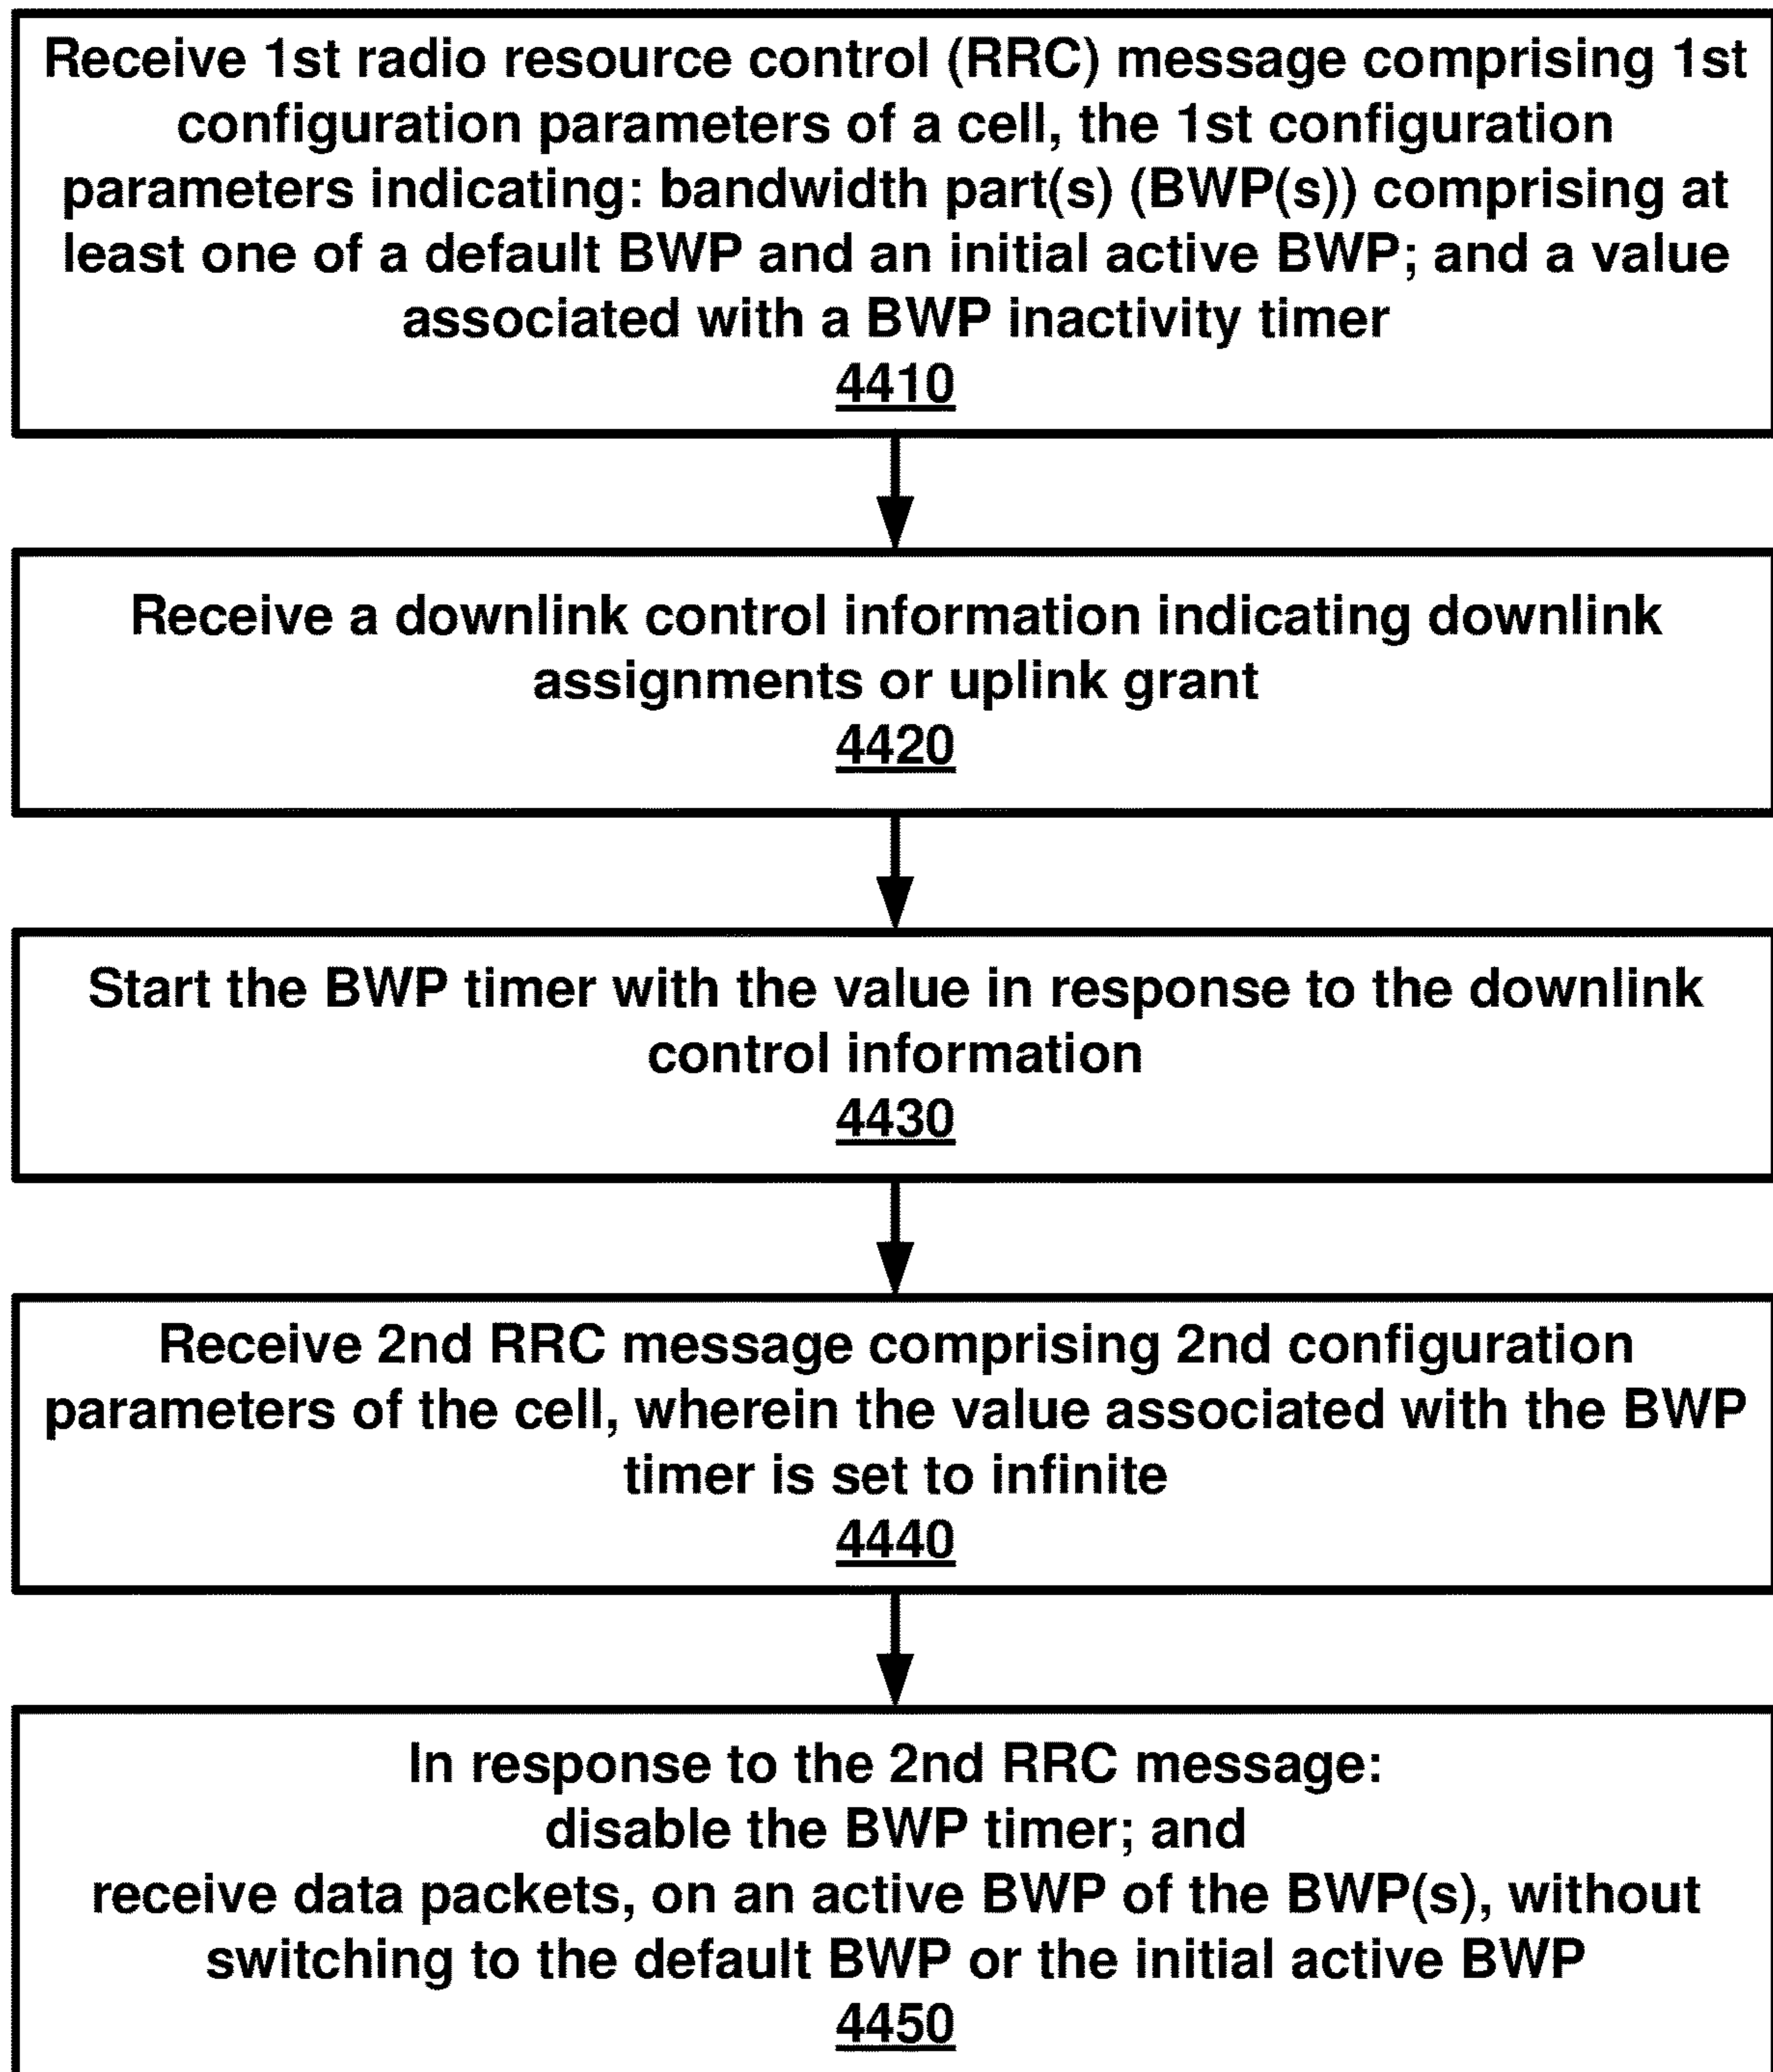 Receive 1st radio resource control (RRC) message comprising 1st
configuration parameters of a cell, the 1st configuration
parameters indicating: bandwidth part(s) (BWP(s)) comprising at
least one of a default BWP and an initial active BWP; and a value
associated with a BWP inactivity timer
4410
Receive a downlink control information indicating downlink
assignments or uplink grant
4420
Start the BWP timer with the value in response to the downlink
control information
4430
Receive 2nd RRC message comprising 2nd configuration
parameters of the cell, wherein the value associated with the BWP
timer is set to infinite
4440
In response to the 2nd RRC message:
disable the BWP timer; and
receive data packets, on an active BWP of the BWP(s), without
switching to the default BWP or the initial active BWP
4450